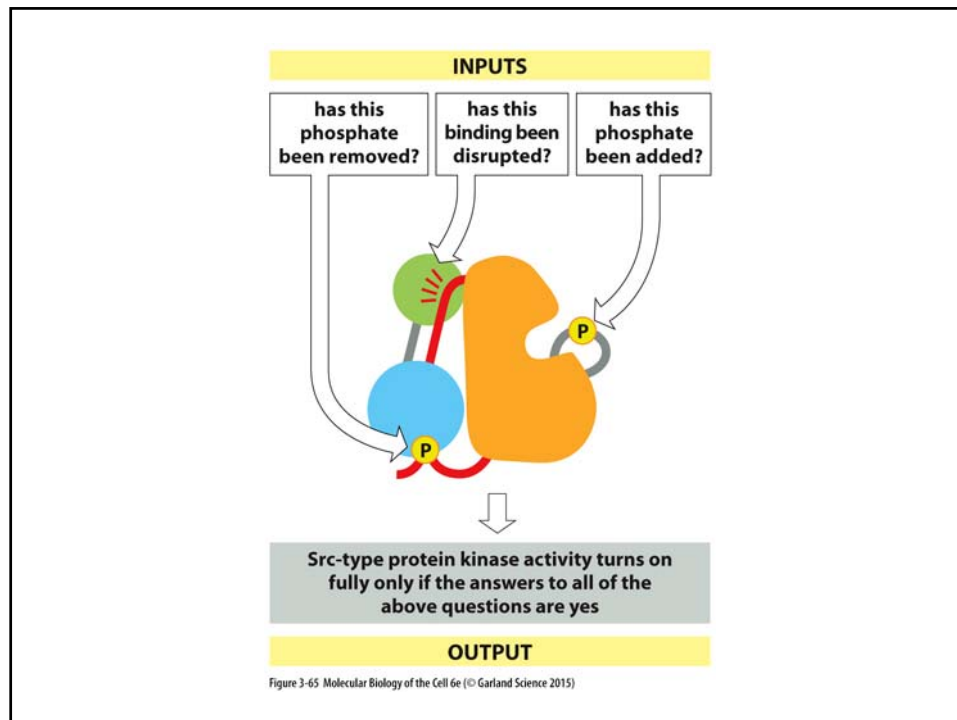 INPUTS
has this
phosphate
been removed?
has this
binding been
disrupted?
has this
phosphate
been added?
P
P
Src-type protein kinase activity turns on
fully only if the answers to all of the
above questions are yes
OUTPUT
Figure 3-65 Molecular Biology of the Cell 6e (© Garland Science 2015)